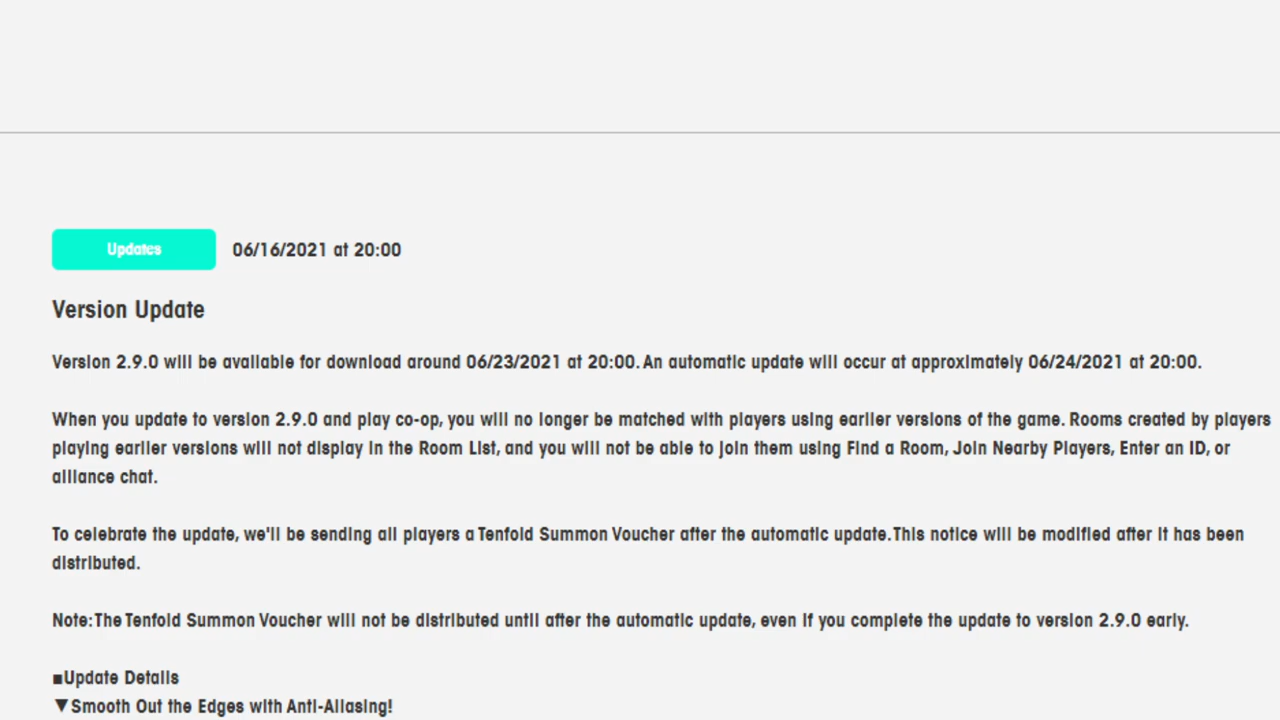 Updates 06/16/2021 at 20:00
Version Update
Version 2.9.0 will be available for download around 06/23/2021 at 20:00. An automatic update will occur at approximately 06/24/2021 at 20:00.
When you update to version 2.9.0 and play co-op, you will no longer be matched with players using earlier versions of the game. Rooms created by players
playing earlier versions will not display in the Room List, and you will not be able to join them using Find a Room, Join Nearby Players, Enter an ID, or
alliance chat.
To celebrate the update, we'll be sending all players a Tenfold Summon Voucher after the automatic update. This notice will be modified after it has been
distributed.
Note: The Tenfold Summon Voucher will not be distributed until after the automatic update, even if you complete the update to version 2.9.0 early.
■Update Details
▼Smooth Out the Edges with Anti-Aliasing!